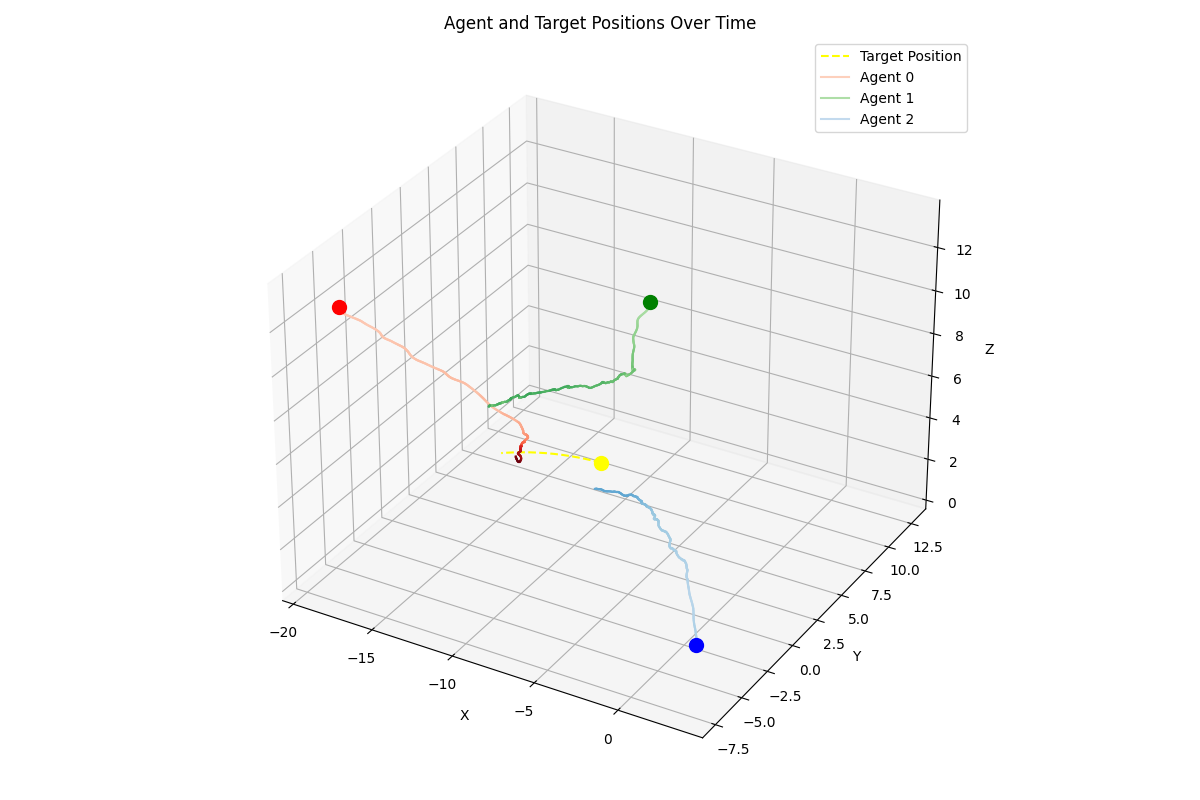 Agent and Target Positions Over Time
Target Position
Agent 0
Agent 1
Agent 2
12
10
8
6
4
2
0
Z
12.5
10.0
7.5
5.0
2.5
0.0
−2.5
−5.0
−7.5
Y
−20
−15
−10
−5
0
X